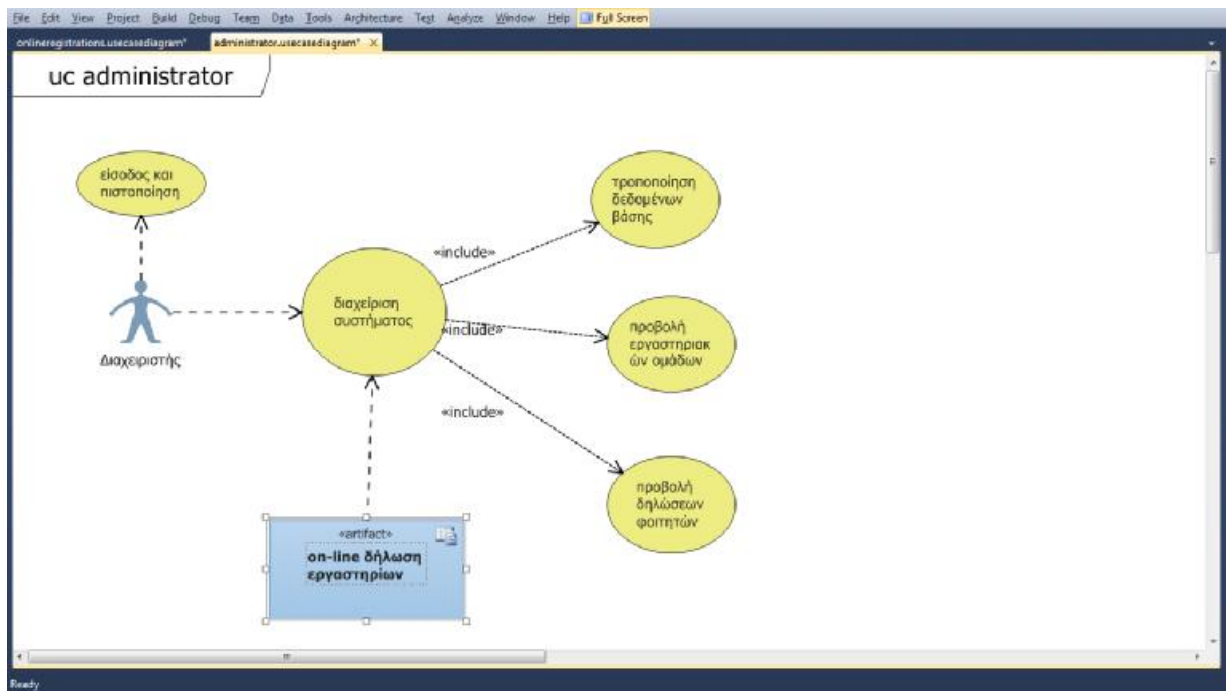 File Edit View Project Build Debug Team Data Tools Architecture Test Analyze Window Help Full Screen
onlineregistrations.usecasediagram* administrator.usecasediagram* X
uc administrator
είσοδος και
πιστοποίηση
Διαχειριστής
διαχείριση
συστήματος
«include»
«include»
«include»
τροποποίηση
δεδομένων
βάσης
προβολή
εργαστηριακ
ών ομάδων
προβολή
δηλώσεων
φοιτητών
«artifact»
on-line δήλωση
εργαστηρίων
Ready